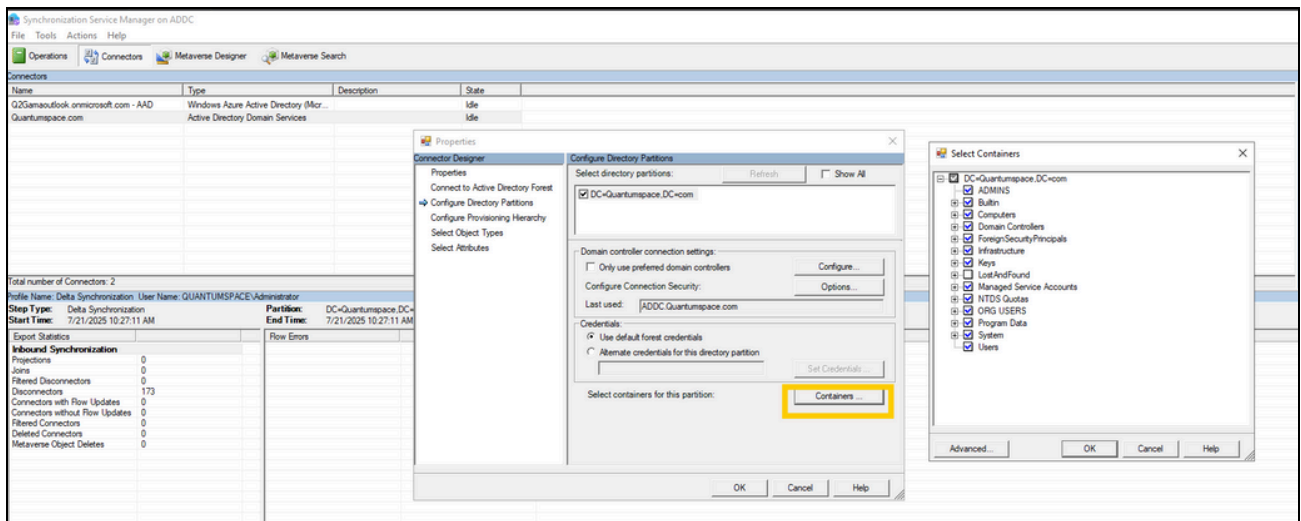 Synchronization Service Manager on ADDC
File Tools Actions Help
Operations Connectors Metaverse Designer Metaverse Search
Connectors
Name Type Description State
Q2Gamaoutlook.onmicrosoft.com - AAD Windows Azure Active Directory (Micr... Idle
Quantumspace.com Active Directory Domain Services Idle
Total number of Connectors: 2
Profile Name: Delta Synchronization User Name: QUANTUMSPACE\Administrator
Step Type: Delta Synchronization Partition: DC=Quantumspace,DC=
Start Time: 7/21/2025 10:27:11 AM End Time: 7/21/2025 10:27:11 AM
Export Statistics Flow Errors
Inbound Synchronization
Projections 0
Joins 0
Filtered Disconnectors 0
Disconnectors 173
Connectors with Flow Updates 0
Connectors without Flow Updates 0
Filtered Connectors 0
Deleted Connectors 0
Metaverse Object Deletes 0
Properties
Connector Designer
Properties
Connect to Active Directory Forest
Configure Directory Partitions
Configure Provisioning Hierarchy
Select Object Types
Select Attributes
Configure Directory Partitions
Select directory partitions: Refresh Show All
DC=Quantumspace,DC=com
Domain controller connection settings:
Only use preferred domain controllers Configure...
Configure Connection Security: Options...
Last used: ADDC.Quantumspace.com
Credentials:
Use default forest credentials
Alternate credentials for this directory partition
Set Credentials...
Select containers for this partition: Containers ...
OK Cancel Help
Select Containers
DC=Quantumspace,DC=com
ADMINS
Builtin
Computers
Domain Controllers
ForeignSecurityPrincipals
Infrastructure
Keys
LostAndFound
Managed Service Accounts
NTDS Quotas
ORG USERS
Program Data
System
Users
Advanced... OK Cancel Help